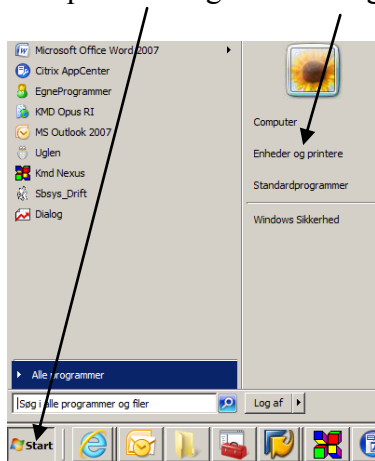 Microsoft Office Word 2007
Citrix AppCenter
EgneProgrammer
KMD Opus RI
MS Outlook 2007
Uglen
Kmd Nexus
Sbsys_Drift
Dialog
Alle programmer
Søg i alle programmer og filer
Computer
Enheder og printere
Standardprogrammer
Windows Sikkerhed
Log af
Start